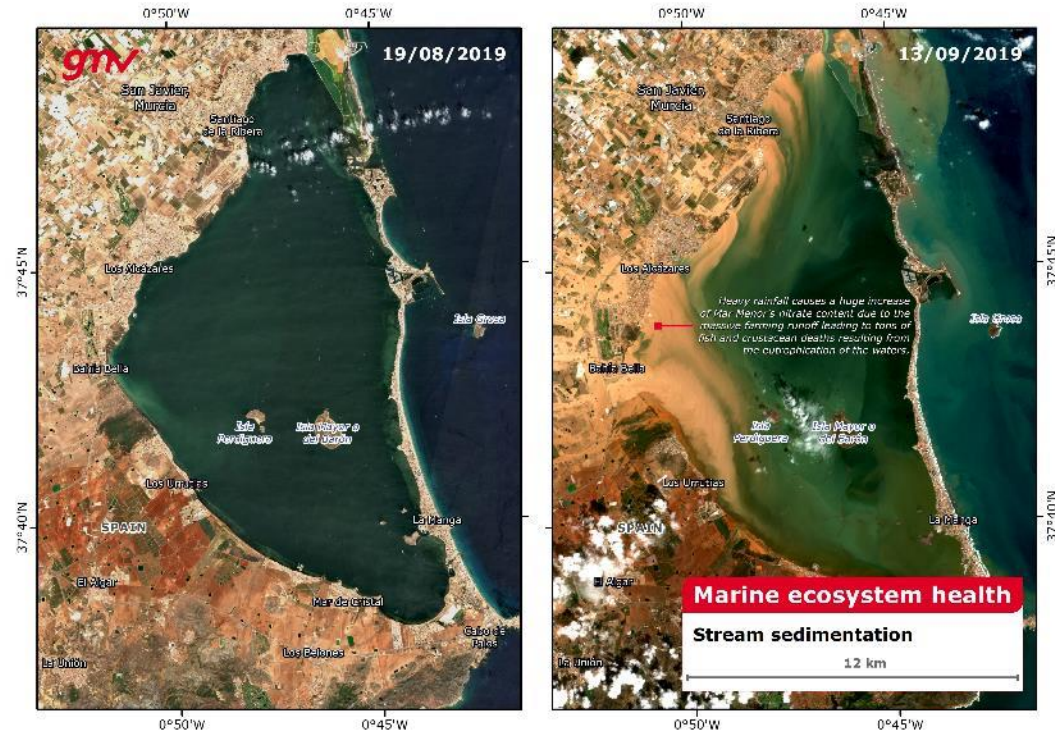 0°50'W
0°45'W
0°50'W
0°45'W
gmv
19/08/2019
13/09/2019
San Javier,
Murcia
Santiago
de la Ribera
Los Alcázares
Isla Grosa
Bahía Bella
Isla
Perdiguera
Isla Mayor o
del Barón
Los Urrutias
SPAIN
La Manga
El Algar
Mar de Cristal
Cabo de
Palos
Los Belones
La Unión
37°45'N
37°40'N
0°50'W
0°45'W
San Javier,
Murcia
Santiago
de la Ribera
Los Alcázares
Heavy rainfall causes a huge increase
of Mar Menor's nitrate content due to the
massive farming runoff leading to tons of
fish and crustacean deaths resulting from
the eutrophication of the waters.
Isla Grosa
Bahía Bella
Isla
Perdiguera
Isla Mayor o
del Barón
Los Urrutias
SPAIN
La Manga
El Algar
La Unión
37°45'N
37°40'N
Marine ecosystem health
Stream sedimentation
12 km
0°50'W
0°45'W